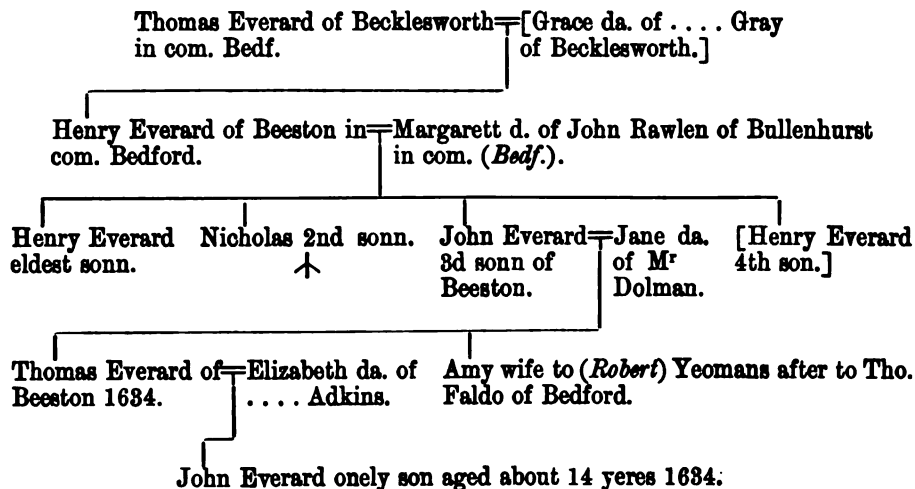 Thomas Everard of Becklesworth=[Grace da. of .... Gray
in com. Bedf. of Becklesworth.]
Henry Everard of Beeston in=Margarett d. of John Rawlen of Bullenhurst
com. Bedford. in com. (Bedf.).
Henry Everard Nicholas 2nd sonn. John Everard=Jane da. [Henry Everard
eldest sonn. 3d sonn of of Mr 4th son.]
Beeston. Dolman.
Thomas Everard of=Elizabeth da. of Amy wife to (Robert) Yeomans after to Tho.
Beeston 1634. .... Adkins. Faldo of Bedford.
John Everard onely son aged about 14 yeres 1634.